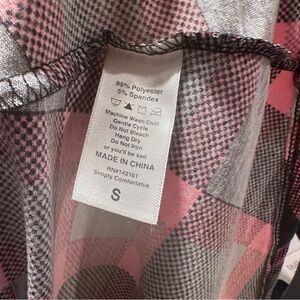 95% Polyester
5% Spandex
Machine Wash Cold
Gentle Cycle
Do Not Bleach
Hang Dry
Do Not Iron
or you'll be sad
MADE IN CHINA
RN#142161
Simply Comfortable
S